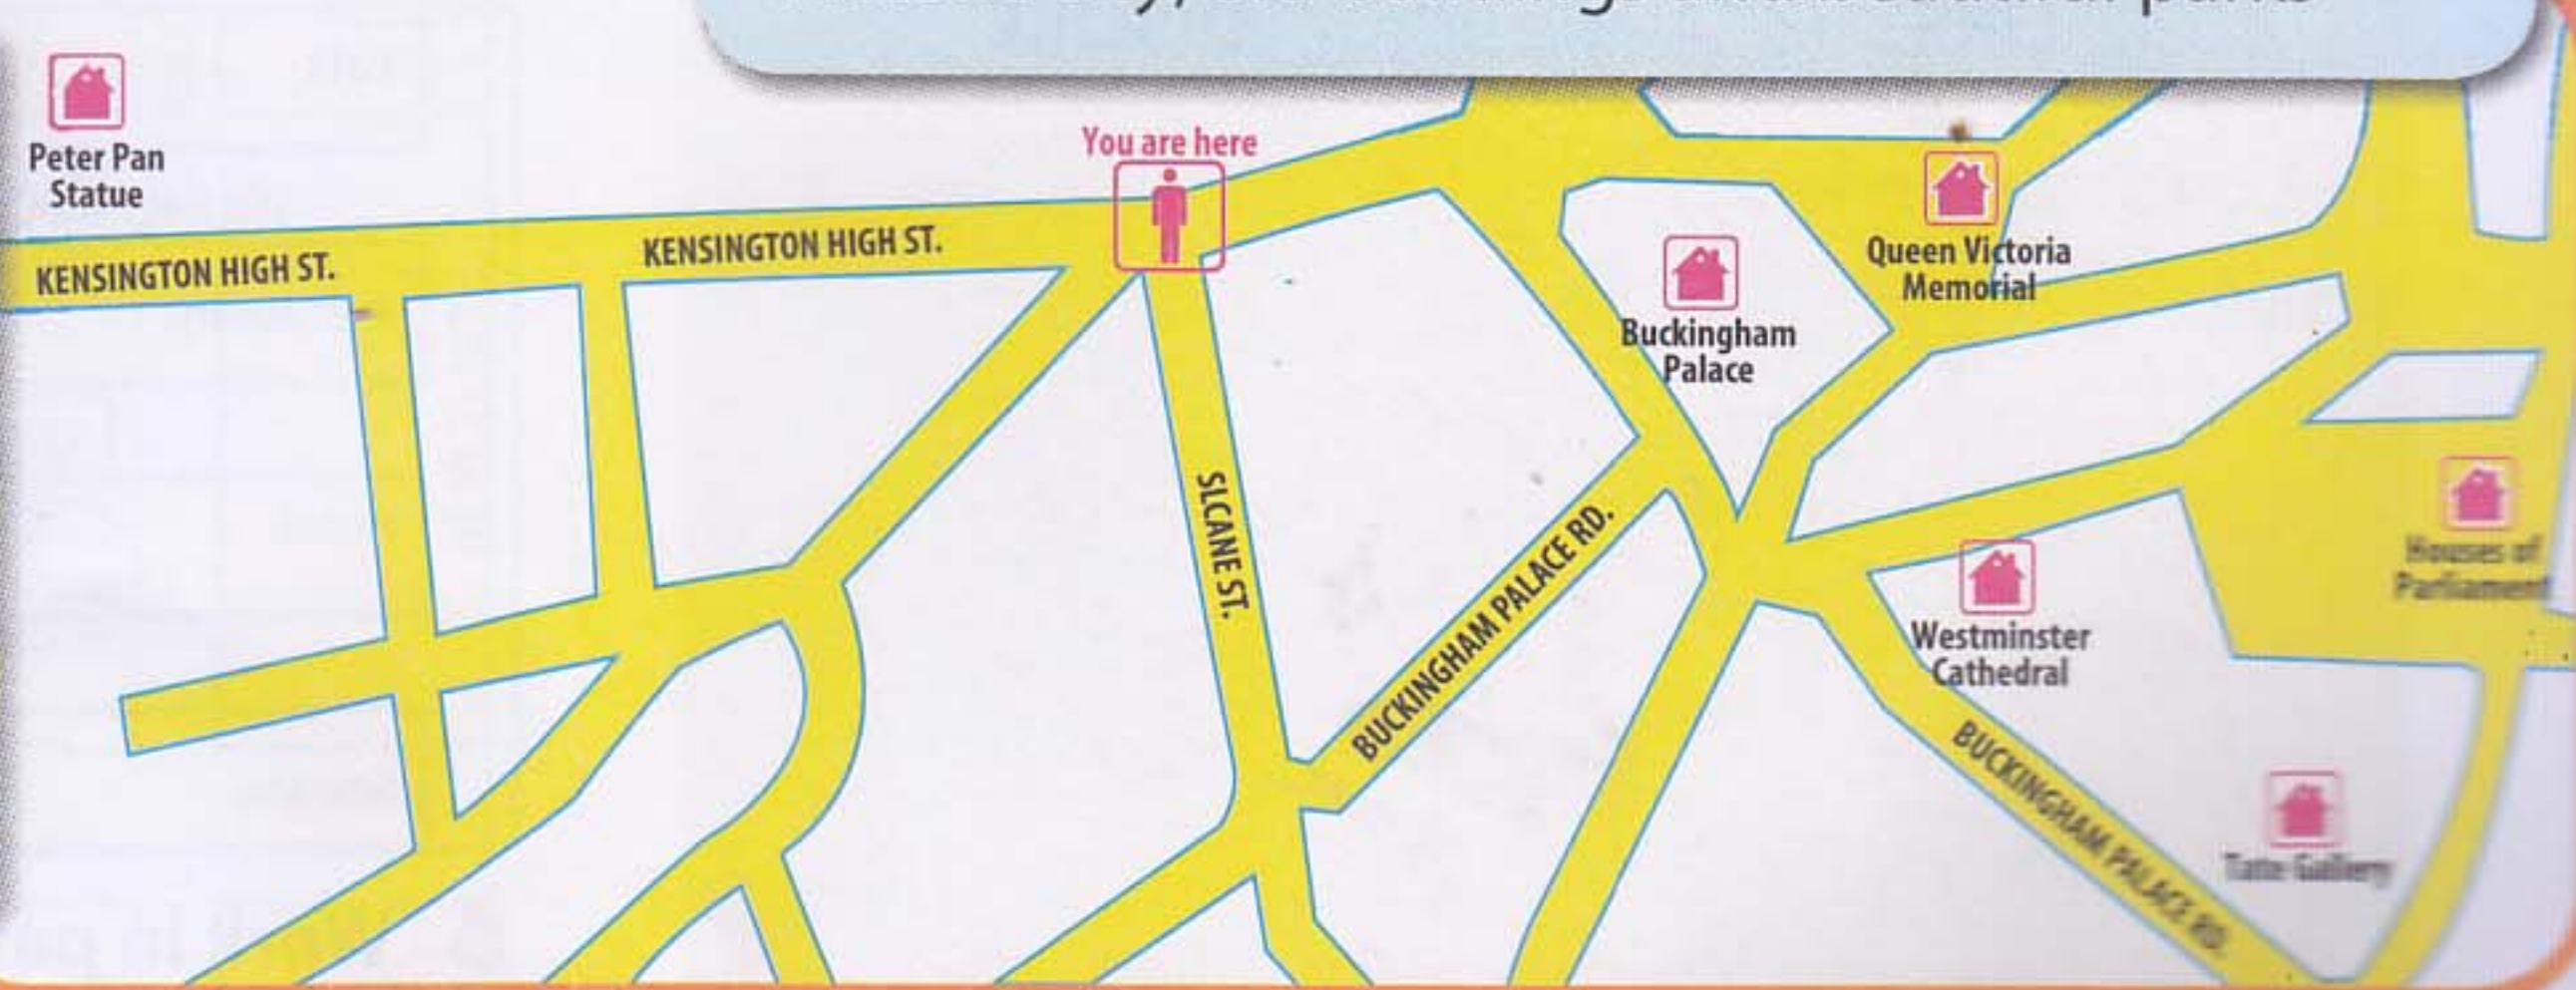 Peter Pan
Statue
You are here
KENSINGTON HIGH ST.
KENSINGTON HIGH ST.
Queen Victoria
Memorial
Buckingham
Palace
SLCANE ST.
BUCKINGHAM PALACE RD.
Houses of
Parliament
Westminster
Cathedral
BUCKINGHAM PALACE RD.
Tate Gallery